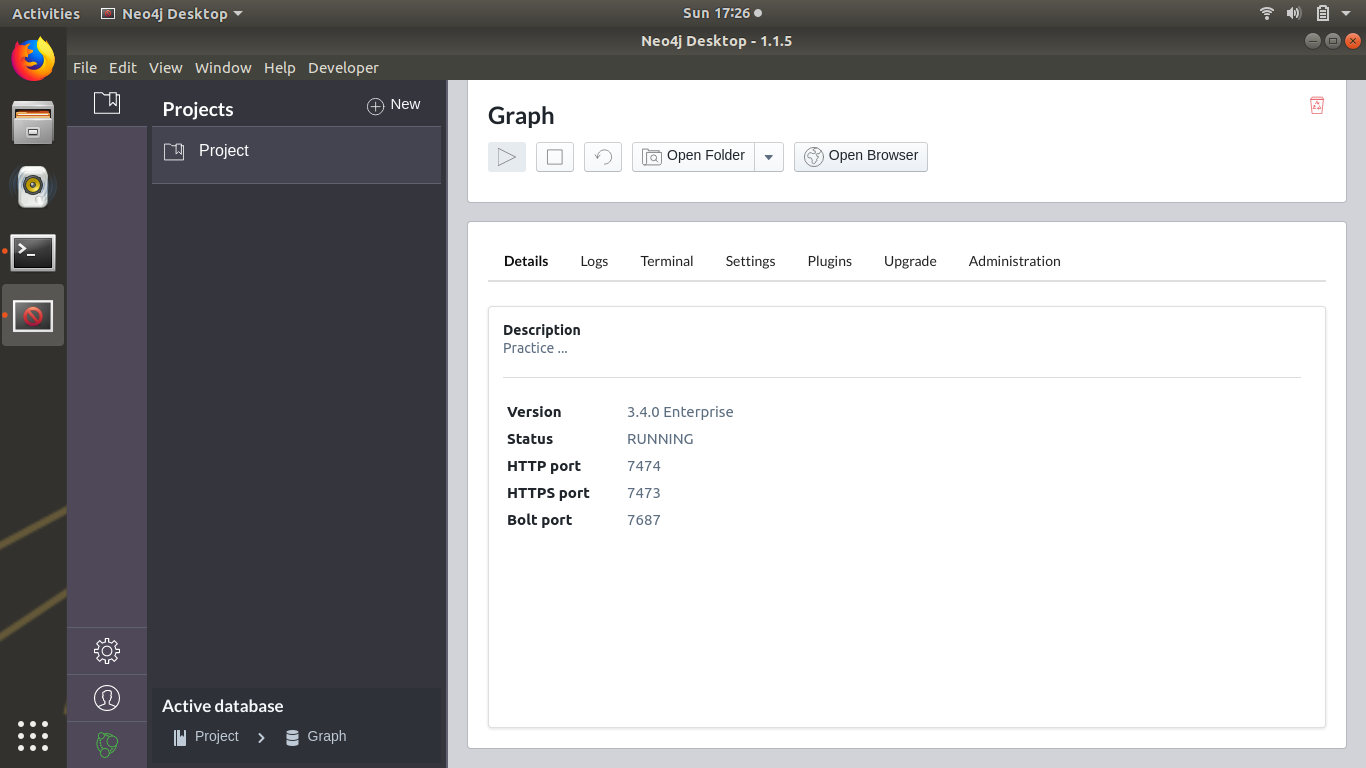 Activities Neo4j Desktop Sun 17:26
Neo4j Desktop - 1.1.5
File Edit View Window Help Developer
Projects New
Project
Active database
Project Graph
Graph
Open Folder Open Browser
Details Logs Terminal Settings Plugins Upgrade Administration
Description
Practice ...
Version 3.4.0 Enterprise
Status RUNNING
HTTP port 7474
HTTPS port 7473
Bolt port 7687